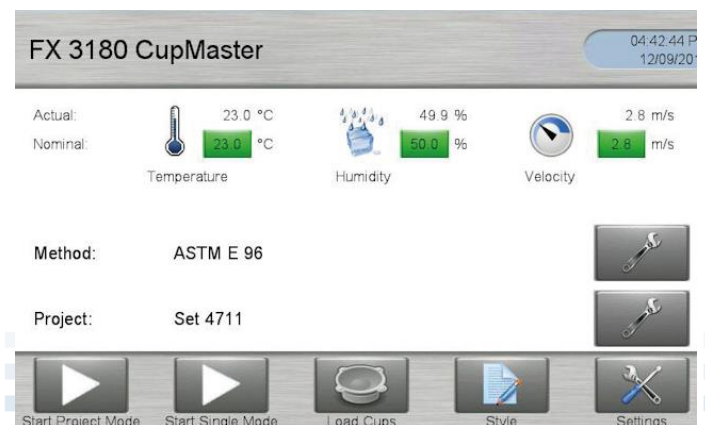 FX 3180 CupMaster
04:42:44 P
12/09/20
Actual: 23.0 °C 49.9 % 2.8 m/s
Nominal: 23.0 °C 50.0 % 2.8 m/s
Temperature Humidity Velocity
Method: ASTM E 96
Project: Set 4711
Start Project Mode Start Single Mode Load Cups Style Settings